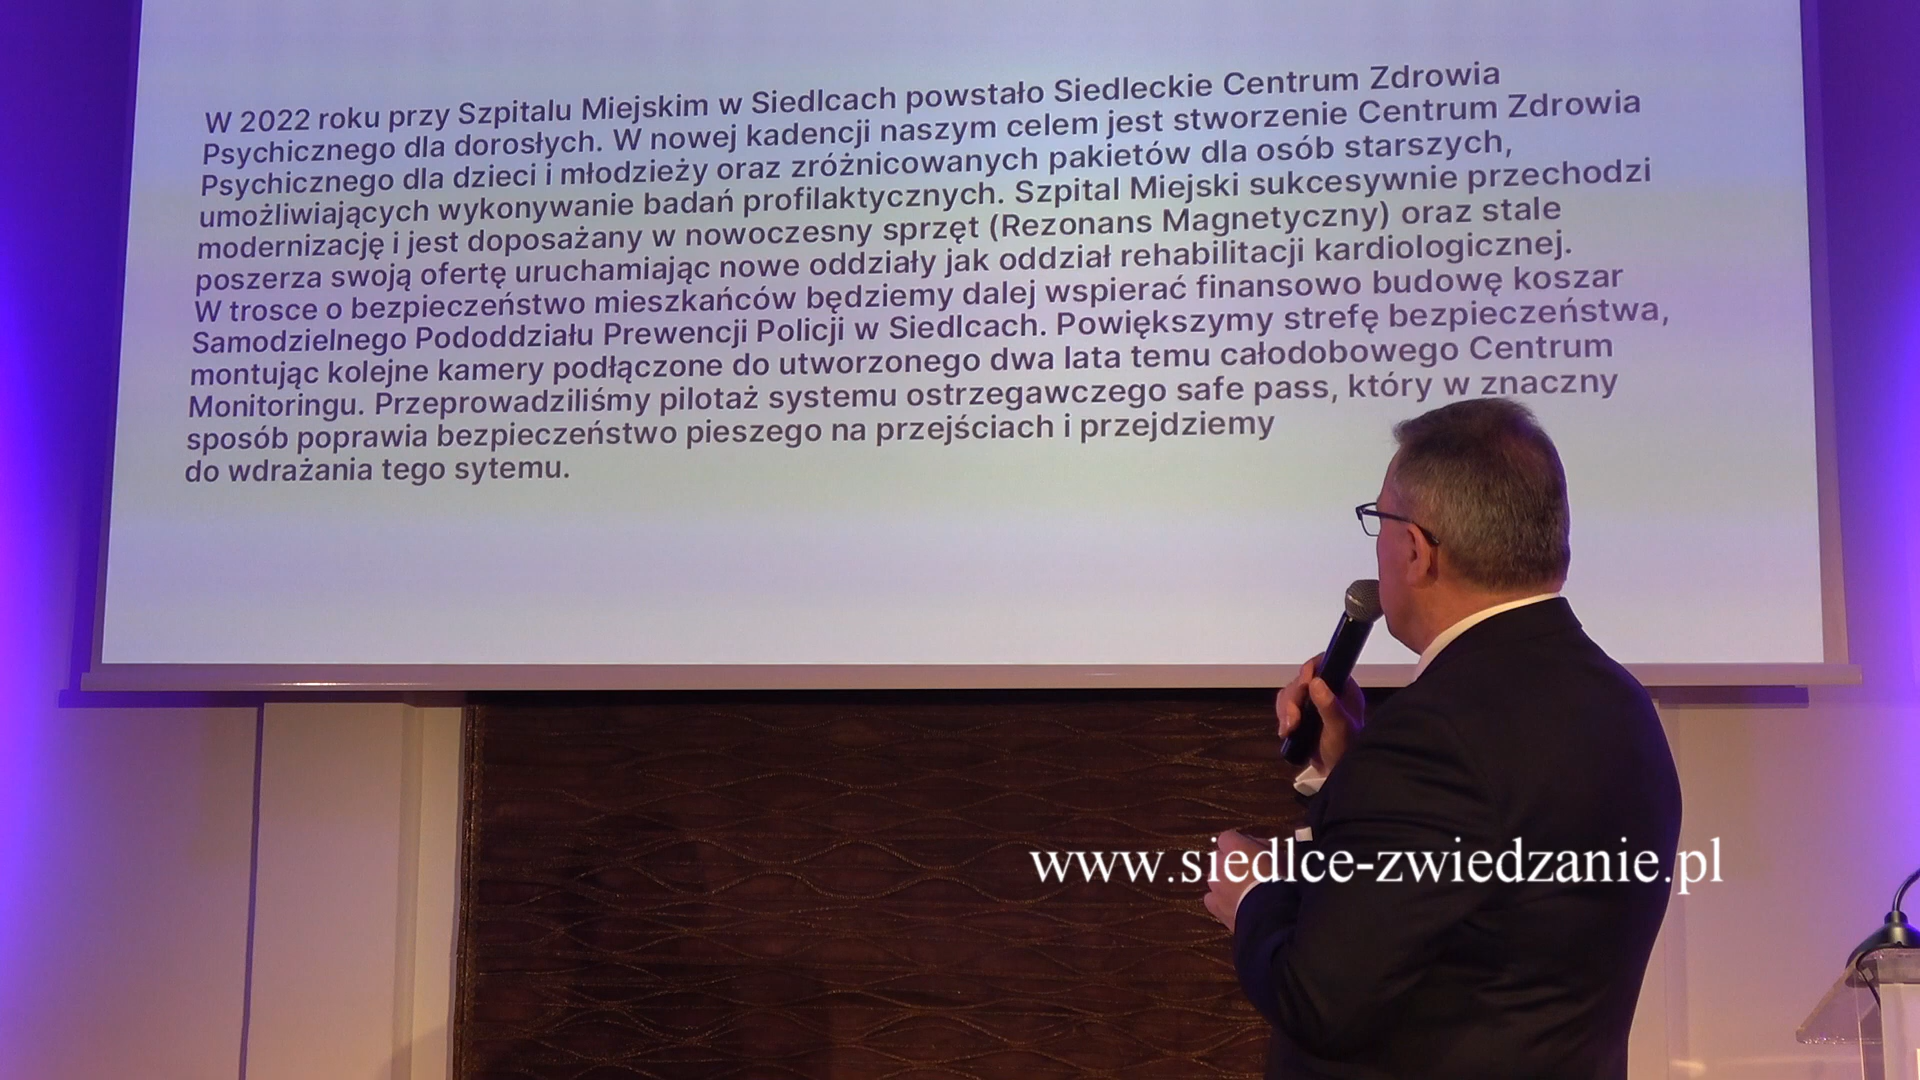 W 2022 roku przy Szpitalu Miejskim w Siedlcach powstało Siedleckie Centrum Zdrowia
Psychicznego dla dorosłych. W nowej kadencji naszym celem jest stworzenie Centrum Zdrowia
Psychicznego dla dzieci i młodzieży oraz zróżnicowanych pakietów dla osób starszych,
umożliwiających wykonywanie badań profilaktycznych. Szpital Miejski sukcesywnie przechodzi
modernizację i jest doposażany w nowoczesny sprzęt (Rezonans Magnetyczny) oraz stale
poszerza swoją ofertę uruchamiając nowe oddziały jak oddział rehabilitacji kardiologicznej.
W trosce o bezpieczeństwo mieszkańców będziemy dalej wspierać finansowo budowę koszar
Samodzielnego Pododdziału Prewencji Policji w Siedlcach. Powiększymy strefę bezpieczeństwa,
montując kolejne kamery podłączone do utworzonego dwa lata temu całodobowego Centrum
Monitoringu. Przeprowadziliśmy pilotaż systemu ostrzegawczego safe pass, który w znaczny
sposób poprawia bezpieczeństwo pieszego na przejściach i przejdziemy
do wdrażania tego sytemu.
www.siedlce-zwiedzanie.pl